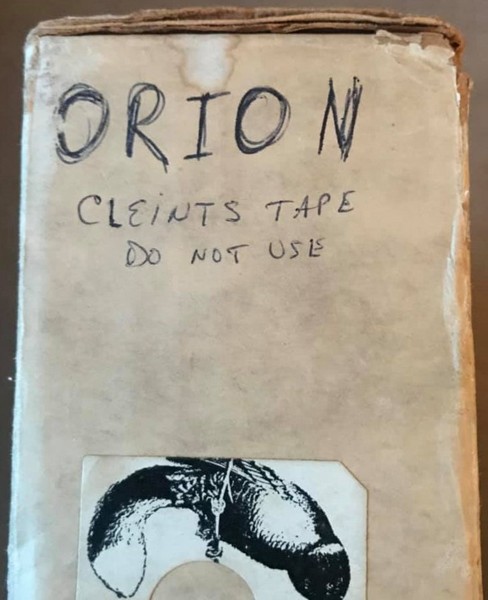 ORION
CLEINTS TAPE
DO NOT USE